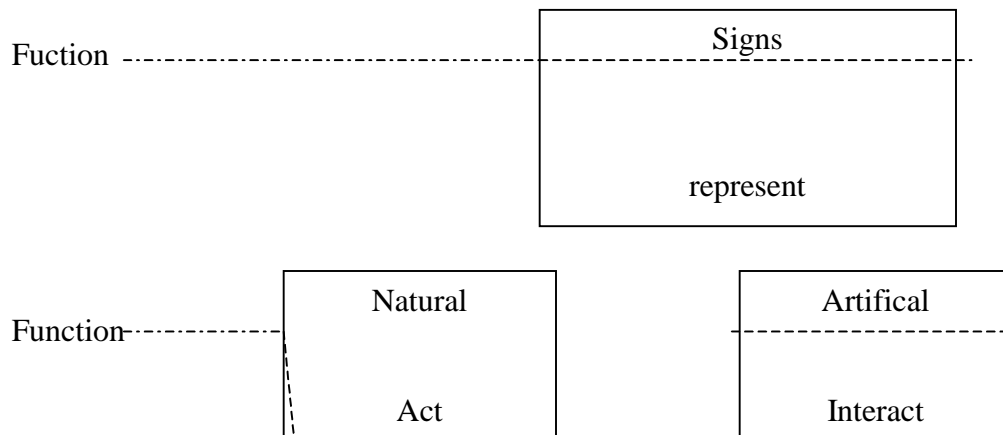 Signs
Fuction
represent
Natural Artifical
Function
Act Interact